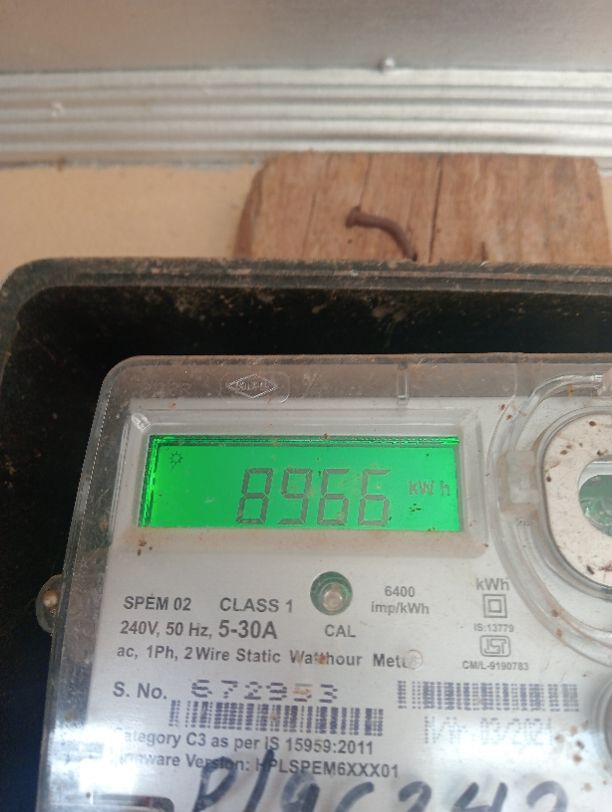 8966 kWh
SPEM 02 CLASS 1
6400 imp/kWh
kWh
240V, 50 Hz, 5-30A
CAL
IS:13779
ac, 1Ph, 2 Wire Static Watthour Meter
CM/L-9190783
S. No. 672953
Category C3 as per IS 15959:2011
Firmware Version: HPLSPEM6XXX01